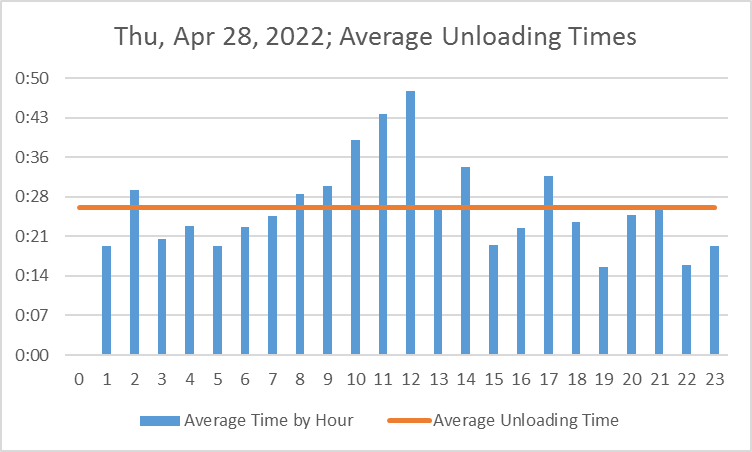 Thu, Apr 28, 2022; Average Unloading Times
0:50
0:43
0:36
0:28
0:21
0:14
0:07
0:00
0 1 2 3 4 5 6 7 8 9 10 11 12 13 14 15 16 17 18 19 20 21 22 23
Average Time by Hour Average Unloading Time